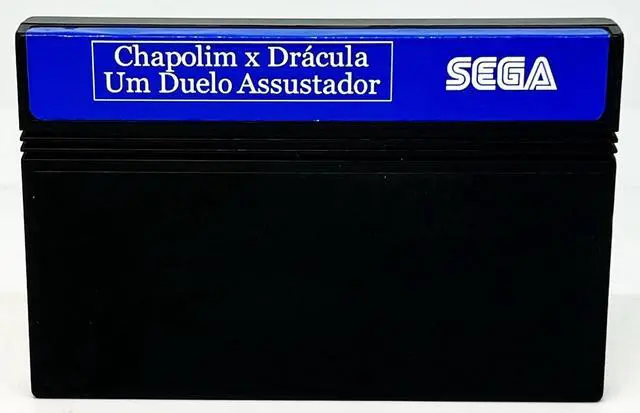 Chapolim x Drácula
Um Duelo Assustador
SEGA